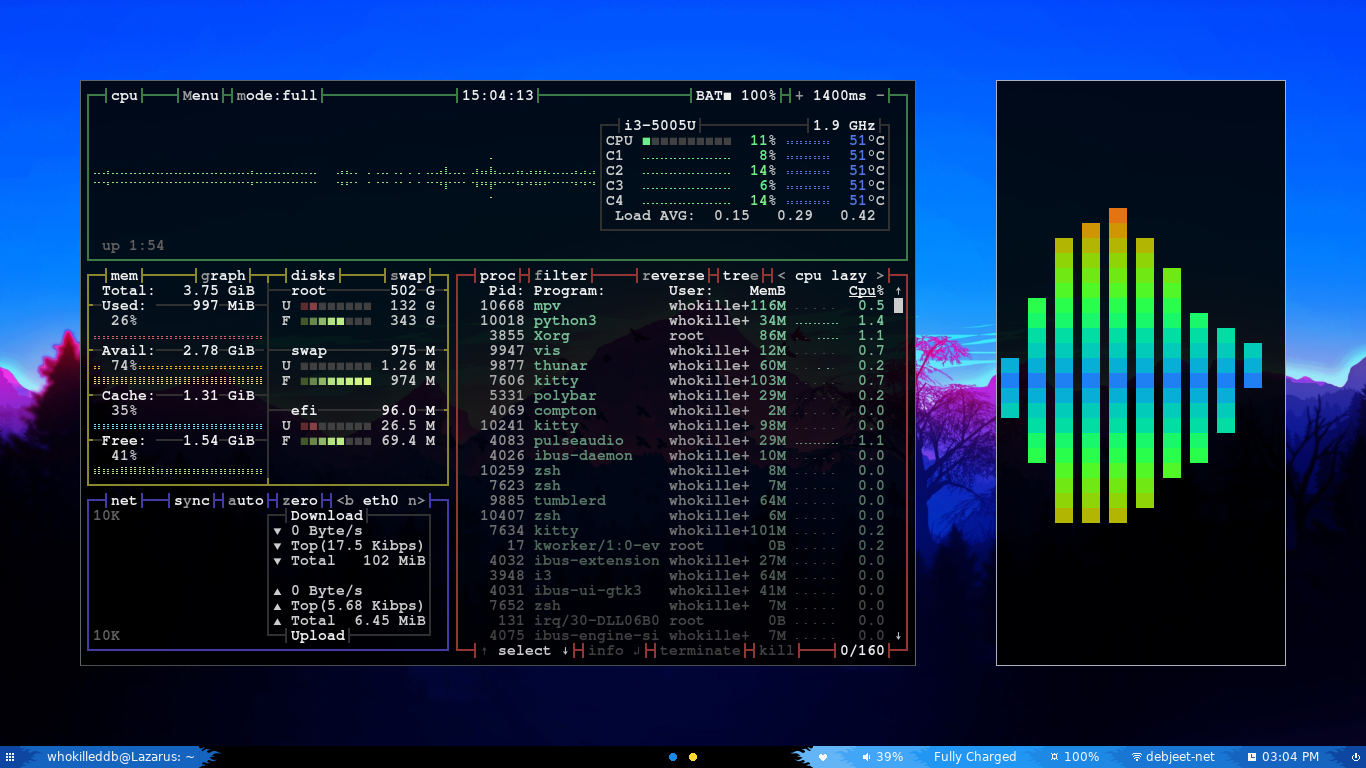 cpu Menu mode:full 15:04:13 BAT■ 100% + 1400ms -
i3-5005U 1.9 GHz
CPU 11% 51°C
C1 8% 51°C
C2 14% 51°C
C3 6% 51°C
C4 14% 51°C
Load AVG: 0.15 0.29 0.42
up 1:54
mem graph disks swap
Total: 3.75 GiB
Used: 997 MiB
26%
Avail: 2.78 GiB
74%
Cache: 1.31 GiB
35%
Free: 1.54 GiB
41%
root 502 G
U 132 G
F 343 G
swap 975 M
U 1.26 M
F 974 M
efi 96.0 M
U 26.5 M
F 69.4 M
net sync auto zero <b eth0 n>
10K
Download
▼ 0 Byte/s
▼ Top(17.5 Kibps)
▼ Total 102 MiB
▲ 0 Byte/s
▲ Top(5.68 Kibps)
▲ Total 6.45 MiB
10K
Upload
proc filter reverse tree < cpu lazy >
Pid: Program: User: MemB Cpu% ↑
10668 mpv whokille+ 116M 0.5
10018 python3 whokille+ 34M 1.4
3855 Xorg root 86M 1.1
9947 vis whokille+ 12M 0.7
9877 thunar whokille+ 60M 0.2
7606 kitty whokille+ 103M 0.7
5331 polybar whokille+ 29M 0.2
4069 compton whokille+ 2M 0.0
10241 kitty whokille+ 98M 0.0
4083 pulseaudio whokille+ 29M 1.1
4026 ibus-daemon whokille+ 10M 0.0
10259 zsh whokille+ 8M 0.0
7623 zsh whokille+ 7M 0.0
9885 tumblerd whokille+ 64M 0.0
10407 zsh whokille+ 6M 0.0
7634 kitty whokille+ 101M 0.2
17 kworker/1:0-ev root 0B 0.2
4032 ibus-extension whokille+ 27M 0.0
3948 i3 whokille+ 64M 0.0
4031 ibus-ui-gtk3 whokille+ 41M 0.0
7652 zsh whokille+ 7M 0.0
131 irq/30-DLL06B0 root 0B 0.0
4075 ibus-engine-si whokille+ 7M 0.0 ↓
↑ select ↓ info ↲ terminate kill 0/160
whokilleddb@Lazarus: ~ 39% Fully Charged 100% debjeet-net 03:04 PM